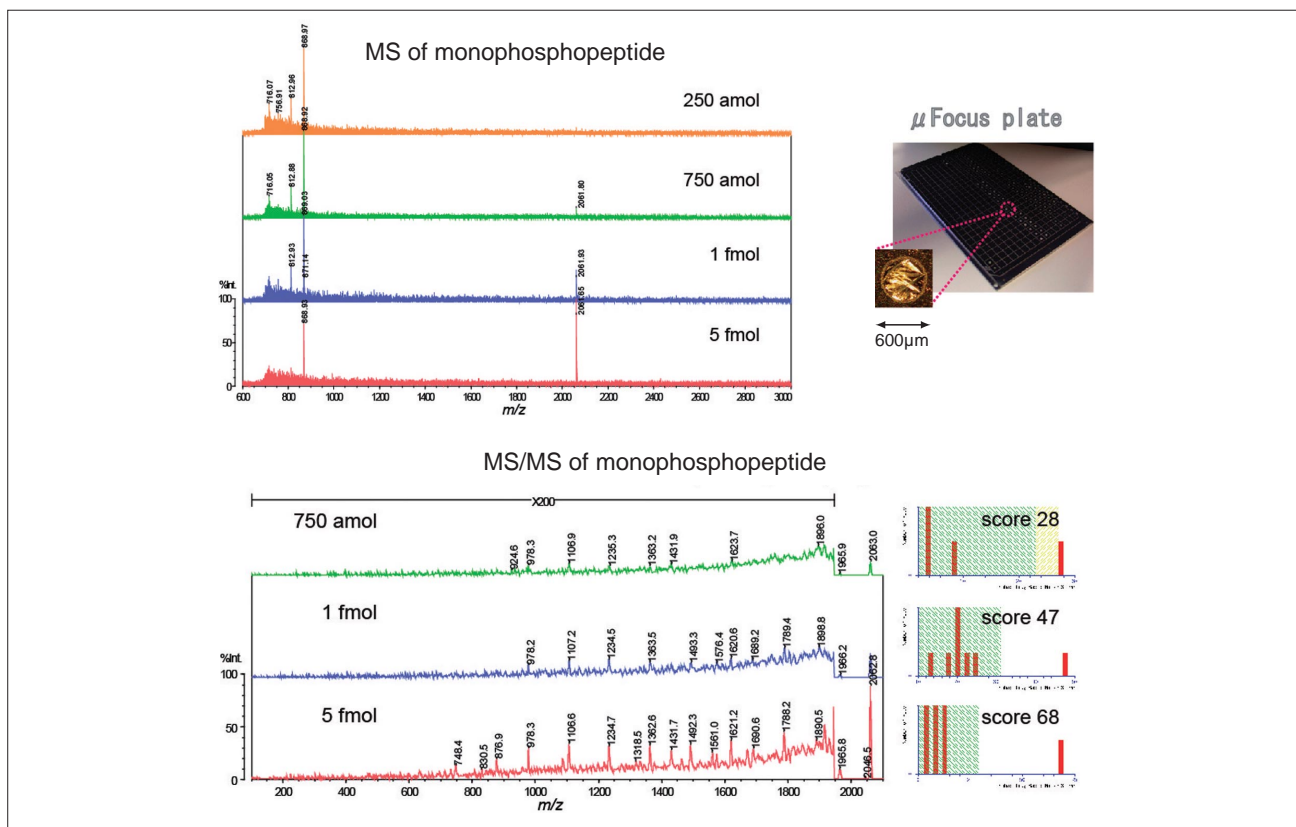 MS of monophosphopeptide
868.97
716.07
756.91
812.96
250 amol
868.92
716.05
812.88
2061.80
750 amol
869.03
812.93
871.14
2061.93
1 fmol
%Int.
868.93
2061.65
5 fmol
100
50
0
600 800 1000 1200 1400 1600 1800 2000 2200 2400 2600 2800 3000
m/z
μ Focus plate
600μm
MS/MS of monophosphopeptide
X200
750 amol
924.6
978.3
1106.9
1235.3
1363.2
1431.9
1623.7
1896.0
1965.9
2063.0
score 28
1 fmol
978.2
1107.2
1234.5
1363.5
1493.3
1576.4
1620.6
1689.2
1789.4
1898.8
1966.2
2062.8
score 47
%Int.
100
50
0
5 fmol
748.4
830.5
876.9
978.3
1106.6
1234.7
1318.5
1362.6
1431.7
1492.3
1561.0
1621.2
1690.6
1788.2
1890.5
1965.8
2046.5
score 68
200 400 600 800 1000 1200 1400 1600 1800 2000
m/z